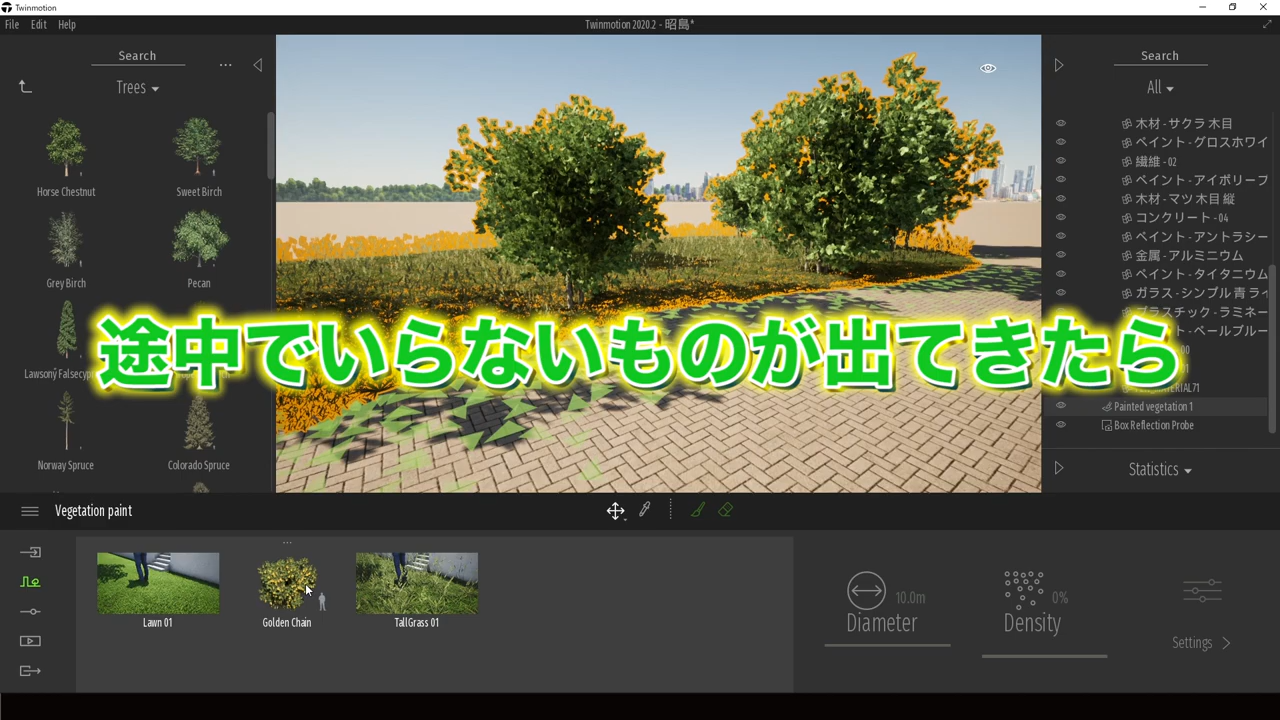 Twinmotion
File Edit Help
Twinmotion 2020.2 - 昭島*
Search
Trees
Horse Chestnut
Sweet Birch
Grey Birch
Pecan
Norway Spruce
Colorado Spruce
Search
All
木材 - サクラ 木目
ペイント - グロスホワイ
繊維 - 02
ペイント - アイボリーブ
木材 - マツ 木目 縦
コンクリート - 04
ペイント - アントラシー
金属 - アルミニウム
ペイント - タイタニウム
ガラス - シンプル 青 ライ
Painted vegetation 1
Box Reflection Probe
Statistics
途中でいらないものが出てきたら
Vegetation paint
Lawn 01
Golden Chain
TallGrass 01
10.0m
Diameter
0%
Density
Settings